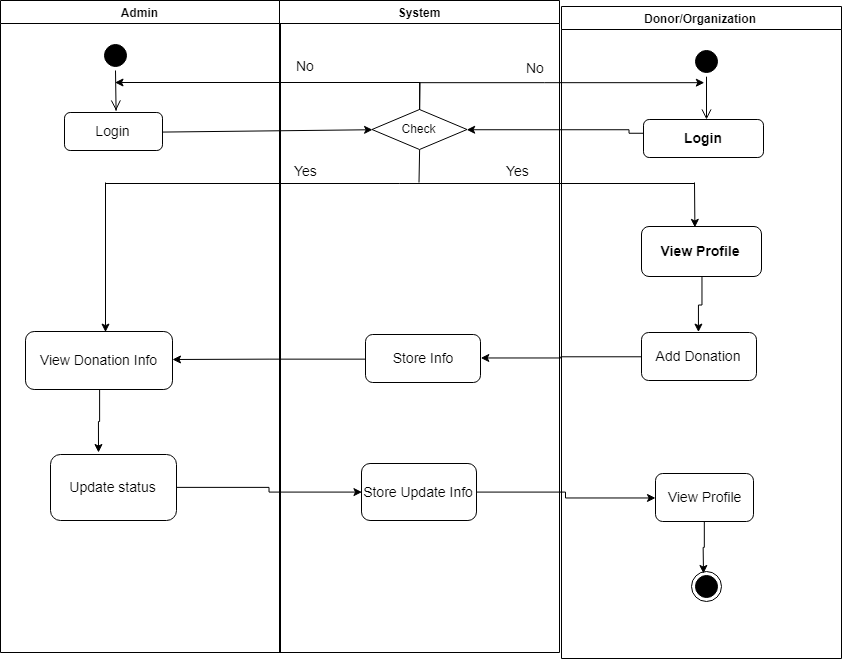 Admin
System
Donor/Organization
No
No
Login
Check
Login
Yes
Yes
View Profile
View Donation Info
Store Info
Add Donation
Update status
Store Update Info
View Profile